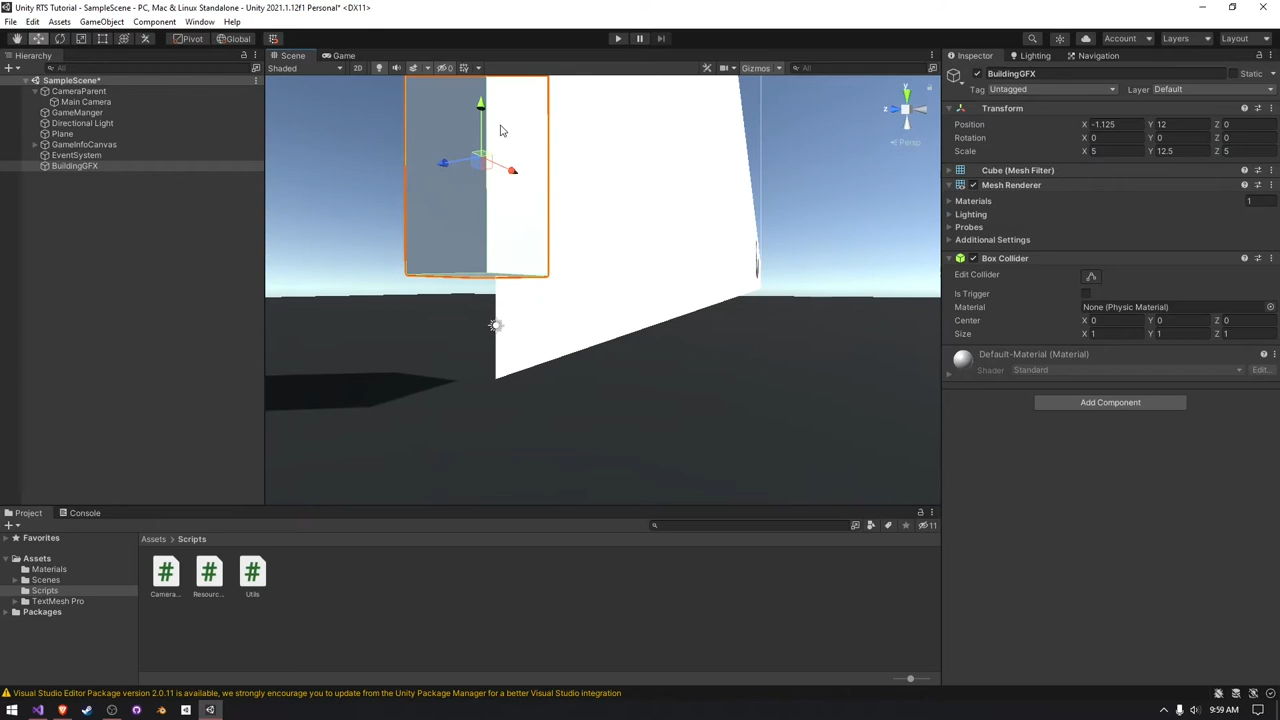 Unity RTS Tutorial - SampleScene - PC, Mac & Linux Standalone - Unity 2021.1.12f1 Personal* <DX11>
File Edit Assets GameObject Component Window Help
Pivot Global Account Layers Layout
Hierarchy
All
SampleScene*
CameraParent
Main Camera
GameManger
Directional Light
Plane
GameInfoCanvas
EventSystem
BuildingGFX
Scene Game
Shaded 2D 0 Gizmos All
y
Persp
Inspector Lighting Navigation
BuildingGFX Static
Tag Untagged Layer Default
Transform
Position X -1.125 Y 12 Z 0
Rotation X 0 Y 0 Z 0
Scale X 5 Y 12.5 Z 5
Cube (Mesh Filter)
Mesh Renderer
Materials 1
Lighting
Probes
Additional Settings
Box Collider
Edit Collider
Is Trigger
Material None (Physic Material)
Center X 0 Y 0 Z 0
Size X 1 Y 1 Z 1
Default-Material (Material)
Shader Standard Edit...
Add Component
Project Console
11
Favorites
Assets
Materials
Scenes
Scripts
TextMesh Pro
Packages
Assets > Scripts
Camera... Resourc... Utils
Visual Studio Editor Package version 2.0.11 is available, we strongly encourage you to update from the Unity Package Manager for a better Visual Studio integration
9:59 AM